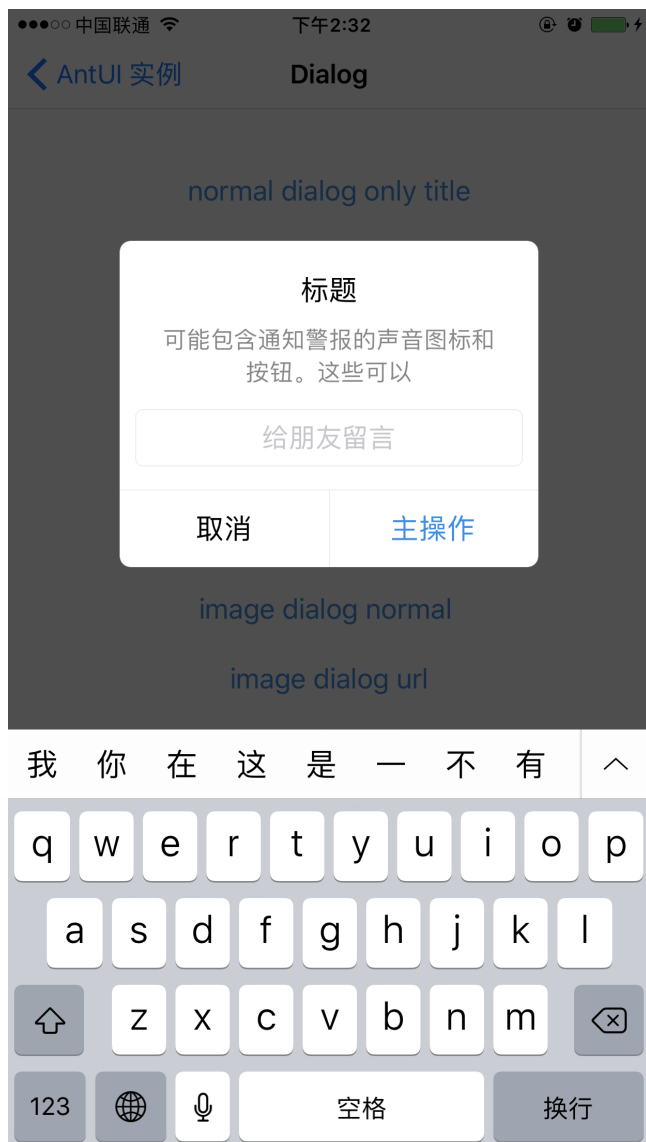 中国联通 下午2:32
AntUI 实例 Dialog
normal dialog only title
标题
可能包含通知警报的声音图标和
按钮。这些可以
给朋友留言
取消 主操作
image dialog normal
image dialog url
我 你 在 这 是 一 不 有
q w e r t y u i o p
a s d f g h j k l
z x c v b n m
123 空格 换行